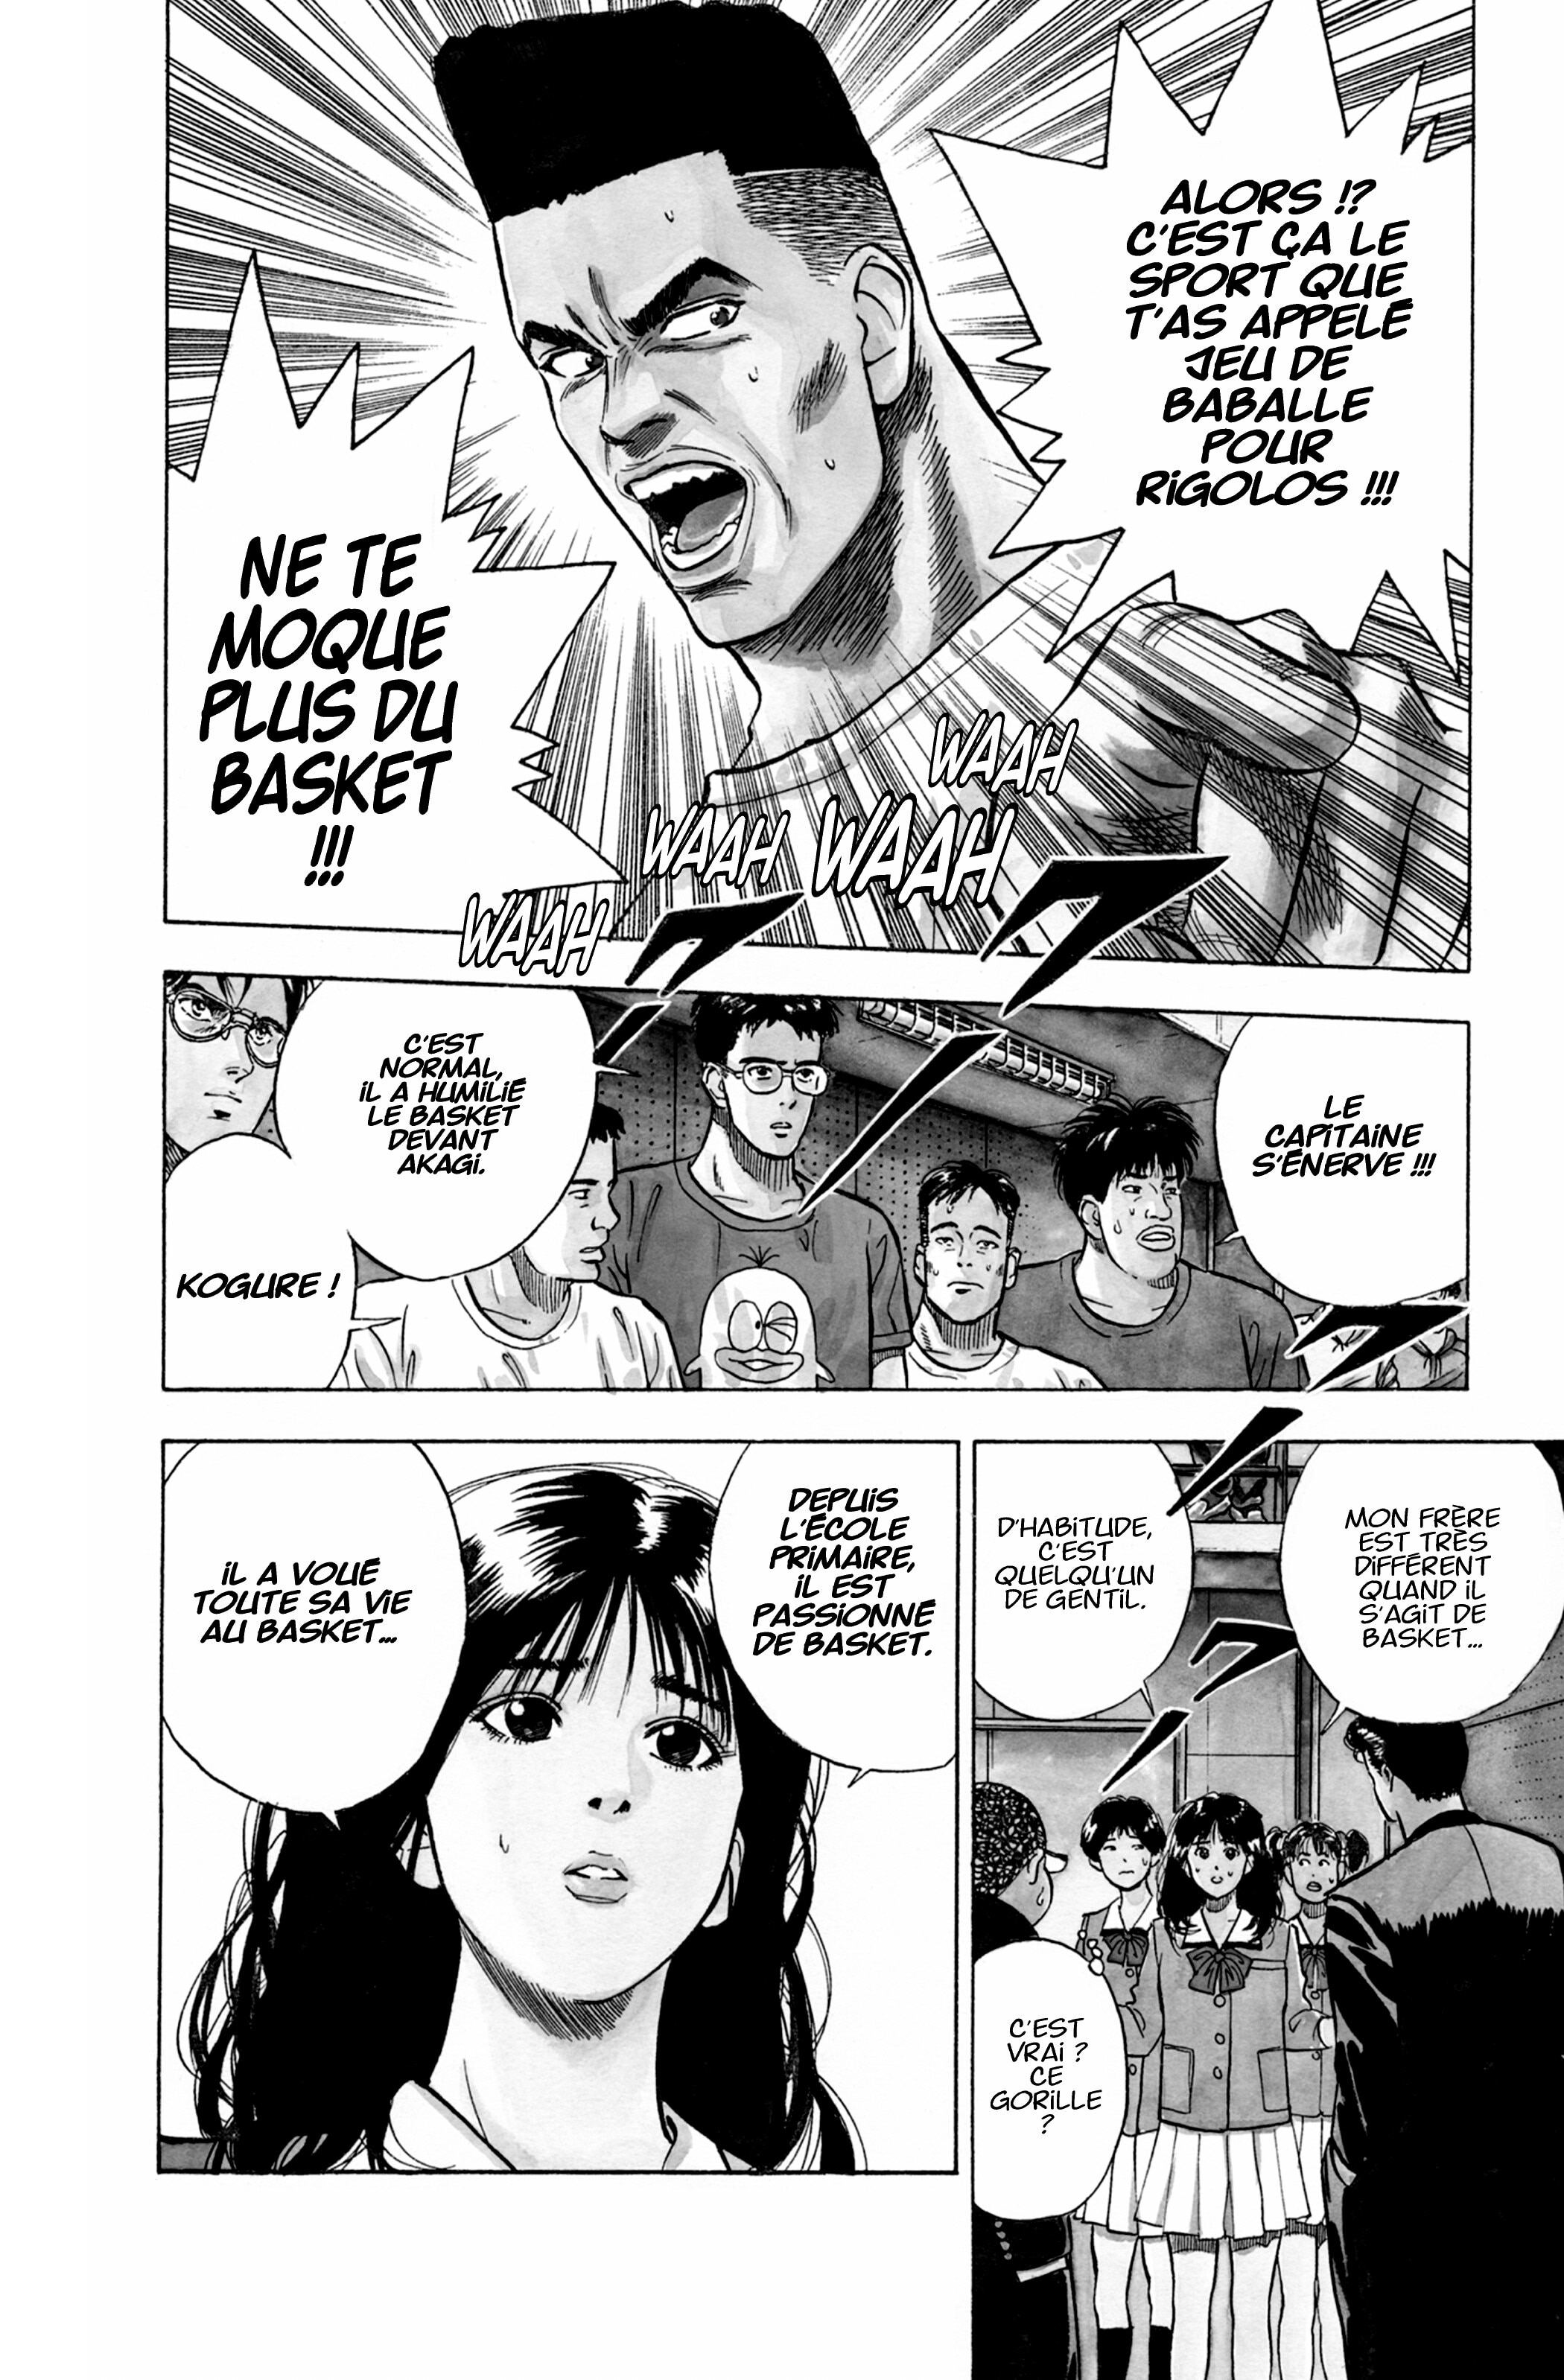 ALORS !?
C'EST ÇA LE
SPORT QUE
T'AS APPELÉ
JEU DE
BABALLE
POUR
RIGOLOS !!!
NE TE
MOQUE
PLUS DU
BASKET
!!!
WAAH
WAAH
WAAH
WAAH
LE
CAPITAINE
S'ÉNERVE !!!
C'EST
NORMAL,
IL A HUMILIÉ
LE BASKET
DEVANT
AKAGI.
KOGURE !
MON FRÈRE
EST TRÈS
DIFFÉRENT
QUAND IL
S'AGIT DE
BASKET...
D'HABITUDE,
C'EST
QUELQU'UN
DE GENTIL.
C'EST
VRAI ?
CE
GORILLE
?
DEPUIS
L'ÉCOLE
PRIMAIRE,
IL EST
PASSIONNÉ
DE BASKET.
IL A VOUÉ
TOUTE SA VIE
AU BASKET...